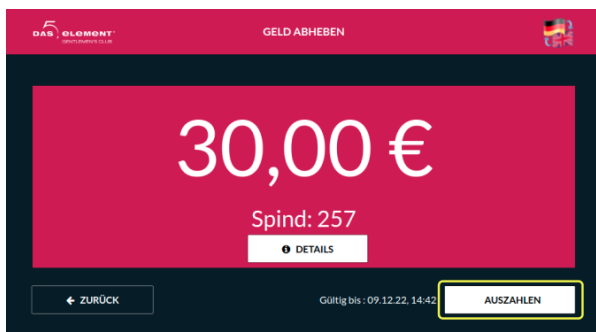 DAS 5. ELEMENT
GENTLEMEN'S CLUB
GELD ABHEBEN
30,00 €
Spind: 257
DETAILS
ZURÜCK
Gültig bis : 09.12.22, 14:42
AUSZAHLEN